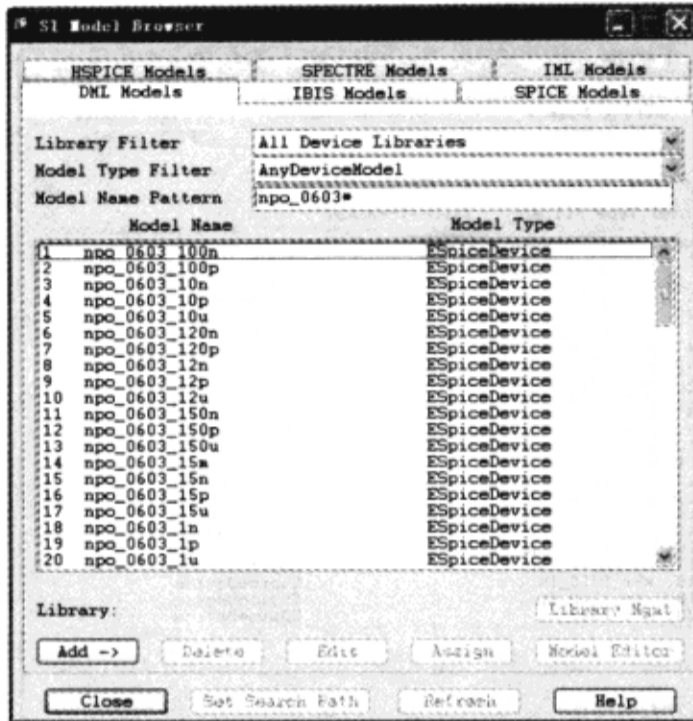 SI Model Browser
HSPICE Models SPECTRE Models IML Models
DML Models IBIS Models SPICE Models
Library Filter All Device Libraries
Model Type Filter AnyDeviceModel
Model Name Pattern npo_0603*
Model Name Model Type
1 npo_0603_100n ESpiceDevice
2 npo_0603_100p ESpiceDevice
3 npo_0603_10n ESpiceDevice
4 npo_0603_10p ESpiceDevice
5 npo_0603_10u ESpiceDevice
6 npo_0603_120n ESpiceDevice
7 npo_0603_120p ESpiceDevice
8 npo_0603_12n ESpiceDevice
9 npo_0603_12p ESpiceDevice
10 npo_0603_12u ESpiceDevice
11 npo_0603_150n ESpiceDevice
12 npo_0603_150p ESpiceDevice
13 npo_0603_150u ESpiceDevice
14 npo_0603_15m ESpiceDevice
15 npo_0603_15n ESpiceDevice
16 npo_0603_15p ESpiceDevice
17 npo_0603_15u ESpiceDevice
18 npo_0603_1n ESpiceDevice
19 npo_0603_1p ESpiceDevice
20 npo_0603_1u ESpiceDevice
Library: Library Mgmt
Add -> Delete Edit Assign Model Editor
Close Set Search Path Refresh Help